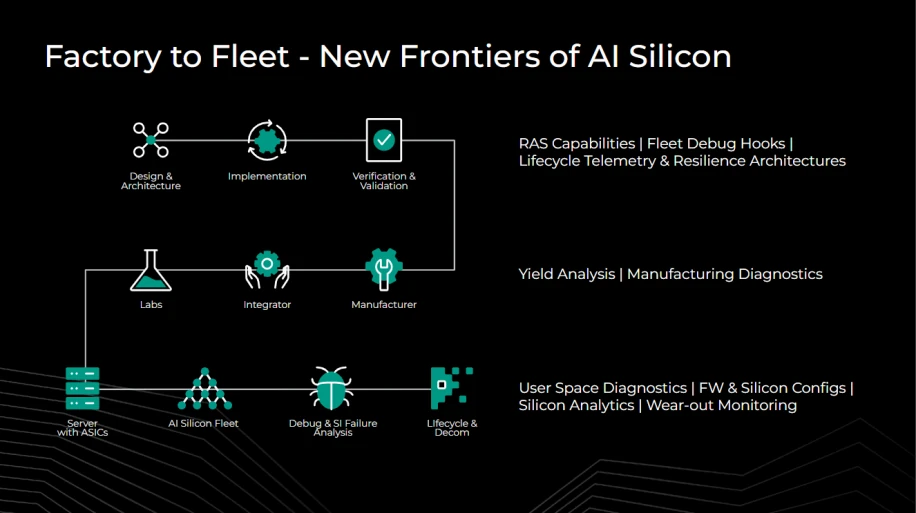 Factory to Fleet - New Frontiers of AI Silicon
Design &
Architecture
Implementation
Verification &
Validation
RAS Capabilities | Fleet Debug Hooks |
Lifecycle Telemetry & Resilience Architectures
Labs
Integrator
Manufacturer
Yield Analysis | Manufacturing Diagnostics
Server
with ASICs
AI Silicon Fleet
Debug & SI Failure
Analysis
LIfecycle &
Decom
User Space Diagnostics | FW & Silicon Configs |
Silicon Analytics | Wear-out Monitoring